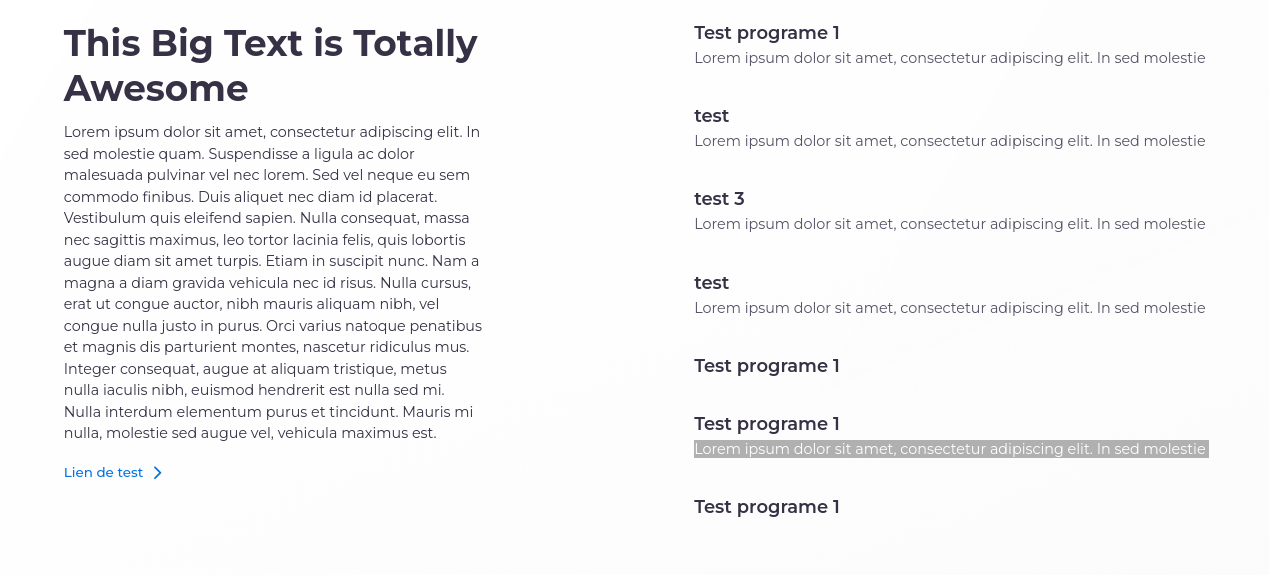 This Big Text is Totally
Awesome
Lorem ipsum dolor sit amet, consectetur adipiscing elit. In
sed molestie quam. Suspendisse a ligula ac dolor
malesuada pulvinar vel nec lorem. Sed vel neque eu sem
commodo finibus. Duis aliquet nec diam id placerat.
Vestibulum quis eleifend sapien. Nulla consequat, massa
nec sagittis maximus, leo tortor lacinia felis, quis lobortis
augue diam sit amet turpis. Etiam in suscipit nunc. Nam a
magna a diam gravida vehicula nec id risus. Nulla cursus,
erat ut congue auctor, nibh mauris aliquam nibh, vel
congue nulla justo in purus. Orci varius natoque penatibus
et magnis dis parturient montes, nascetur ridiculus mus.
Integer consequat, augue at aliquam tristique, metus
nulla iaculis nibh, euismod hendrerit est nulla sed mi.
Nulla interdum elementum purus et tincidunt. Mauris mi
nulla, molestie sed augue vel, vehicula maximus est.
Lien de test
Test programe 1
Lorem ipsum dolor sit amet, consectetur adipiscing elit. In sed molestie
test
Lorem ipsum dolor sit amet, consectetur adipiscing elit. In sed molestie
test 3
Lorem ipsum dolor sit amet, consectetur adipiscing elit. In sed molestie
test
Lorem ipsum dolor sit amet, consectetur adipiscing elit. In sed molestie
Test programe 1
Test programe 1
Lorem ipsum dolor sit amet, consectetur adipiscing elit. In sed molestie
Test programe 1